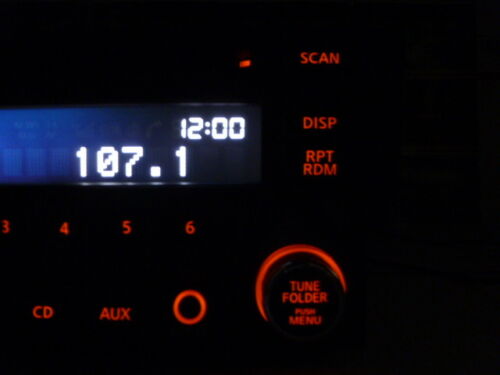 SCAN
12:00
DISP
107.1
RPT
RDM
3 4 5 6
CD AUX
TUNE
FOLDER
PUSH
MENU